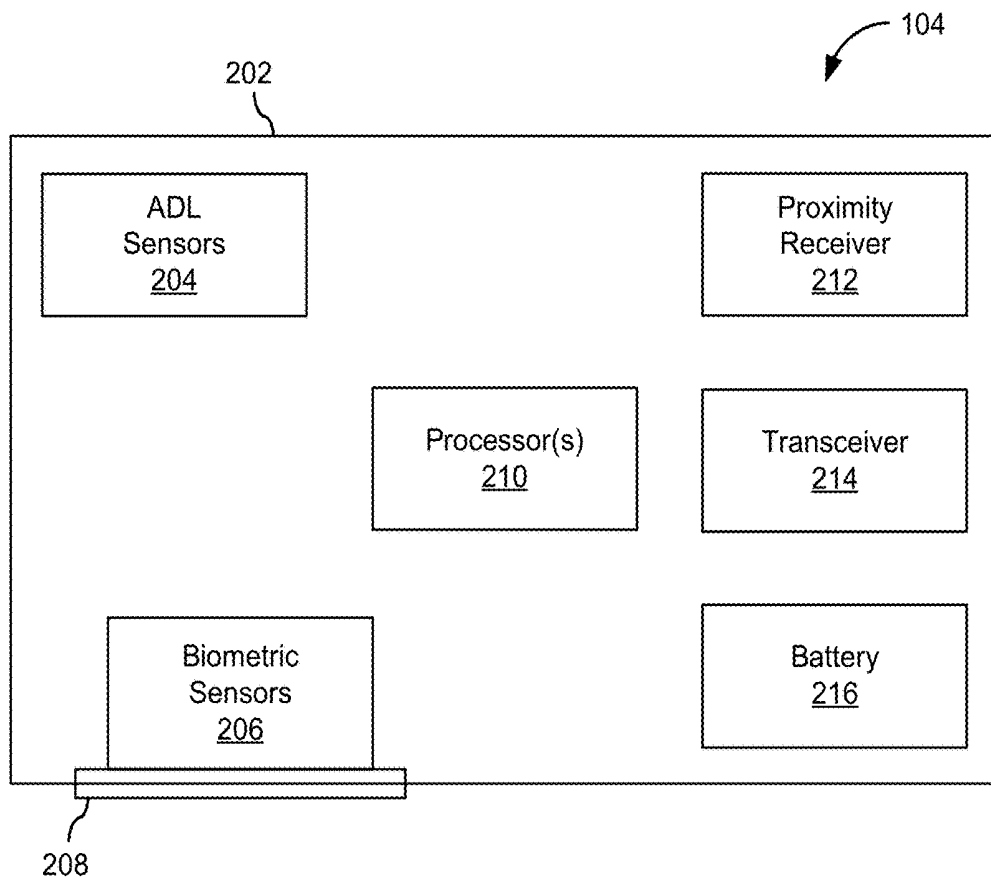 104
202
ADL
Sensors
204
Proximity
Receiver
212
Processor(s)
210
Transceiver
214
Biometric
Sensors
206
Battery
216
208